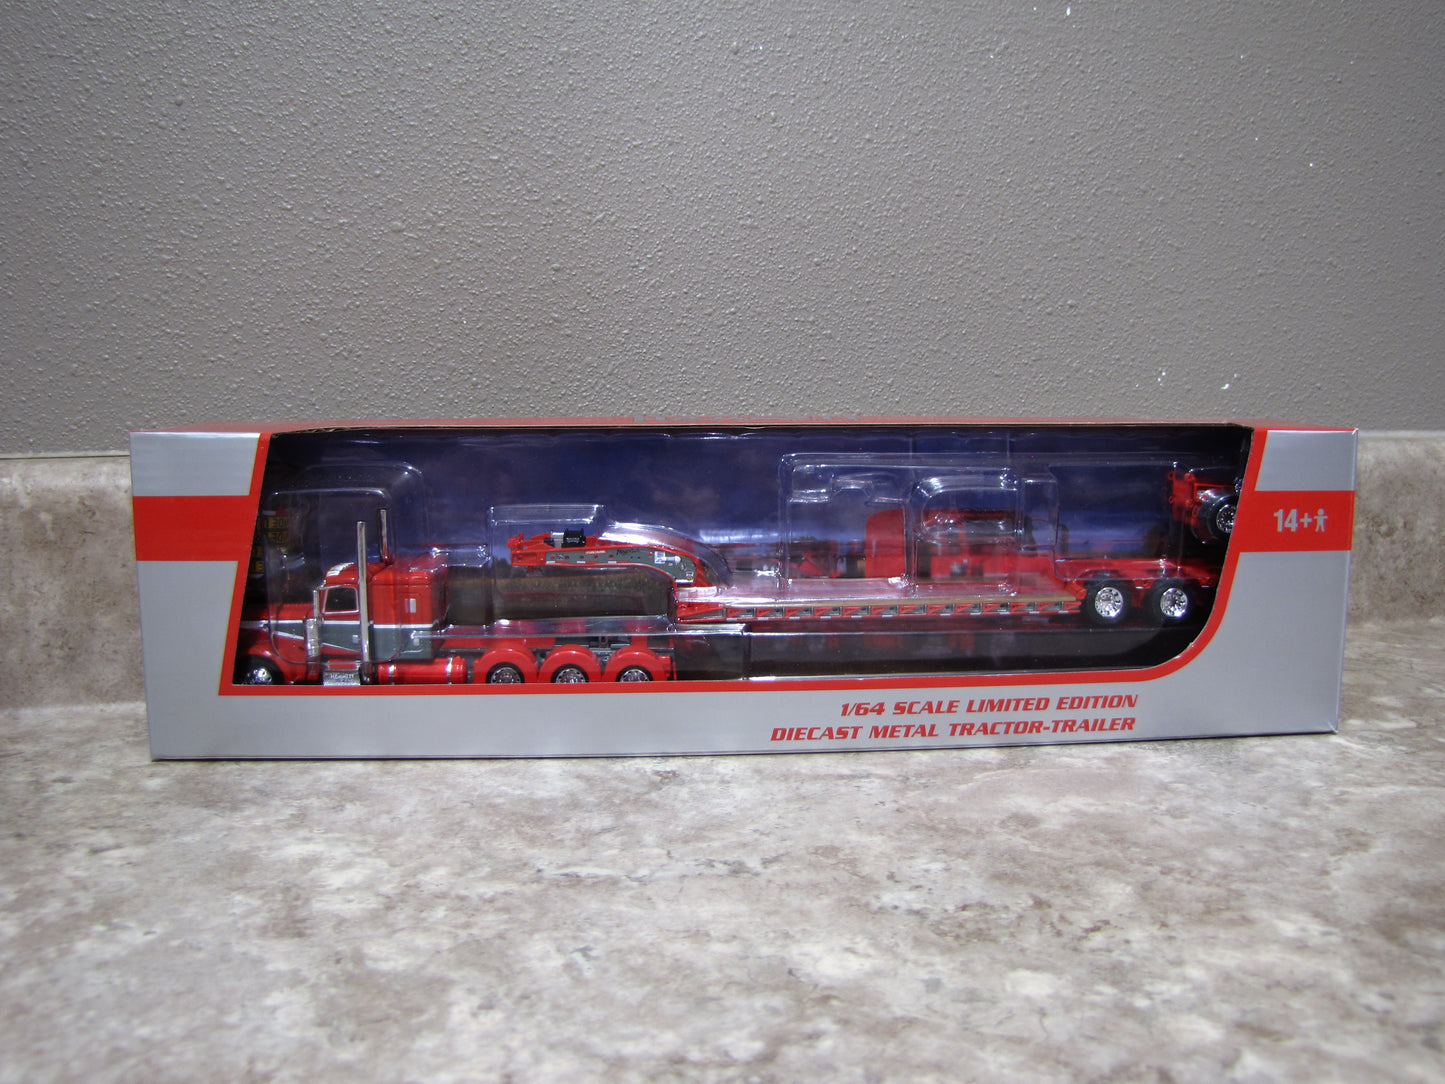 14+
1/64 SCALE LIMITED EDITION
DIECAST METAL TRACTOR-TRAILER